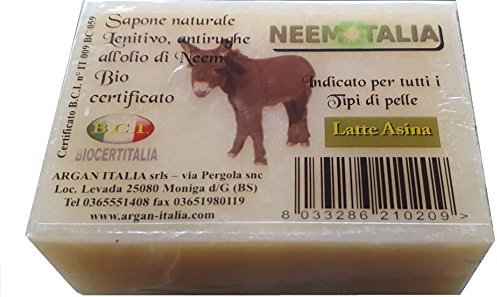 Sapone naturale
Lenitivo, antirughe
all'olio di Neem
Bio
certificato
NEEM ITALIA
Indicato per tutti i
Tipi di pelle
Latte Asina
Certificato B.C.I. n° IT 009 BC 059
B.C.I.
BIOCERTITALIA
ARGAN ITALIA srls – via Pergola snc
Loc. Levada 25080 Moniga d/G (BS)
Tel 0365551408 fax 03651980119
www.argan-italia.com
8 033286 210209 >